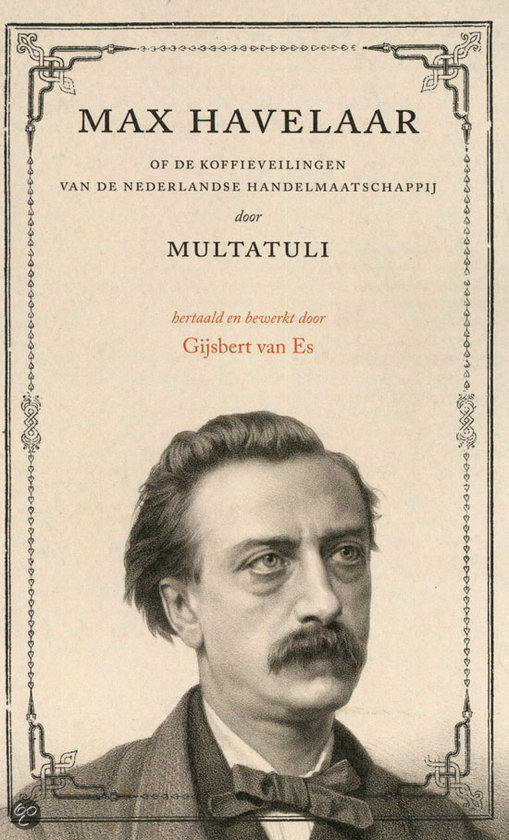 MAX HAVELAAR
OF DE KOFFIEVEILINGEN
VAN DE NEDERLANDSE HANDELMAATSCHAPPIJ
door
MULTATULI
hertaald en bewerkt door
Gijsbert van Es